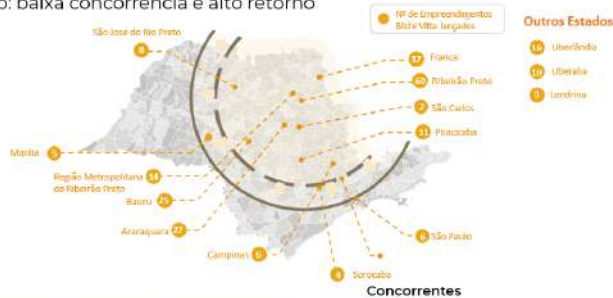 o: baixa concorrência e alto retorno
Nº de Empreendimentos
Bild e Vitta lançados
Outros Estados
16 Uberlândia
10 Uberaba
3 Londrina
São José do Rio Preto
8
37 Franca
60 Ribeirão Preto
7 São Carlos
11 Piracicaba
Marília 5
Região Metropolitana 14
de Ribeirão Preto
Bauru 25
Araraquara 27
Campinas 6
6 São Paulo
4 Sorocaba
Concorrentes